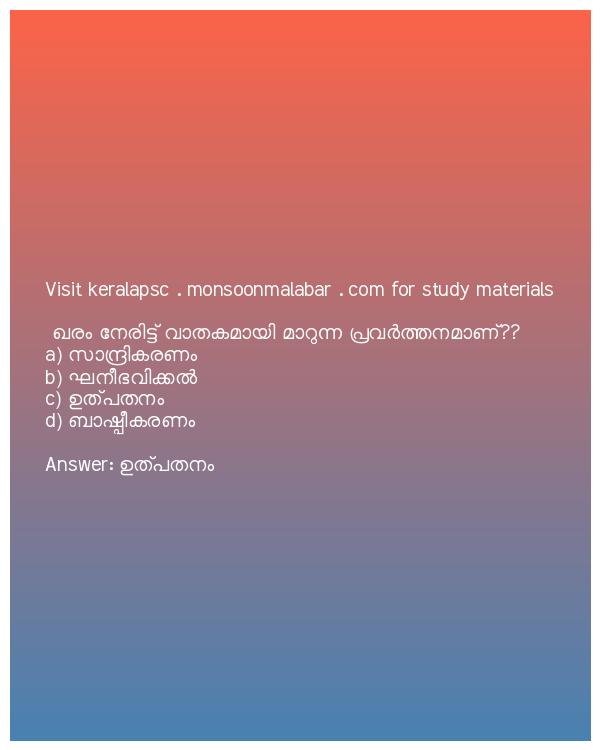 Visit keralapsc . monsoonmalabar . com for study materials
ഖരം നേരിട്ട് വാതകമായി മാറുന്ന പ്രവർത്തനമാണ്??
a) സാന്ദ്രികരണം
b) ഘനീഭവിക്കൽ
c) ഉത്പതനം
d) ബാഷ്പീകരണം
Answer: ഉത്പതനം